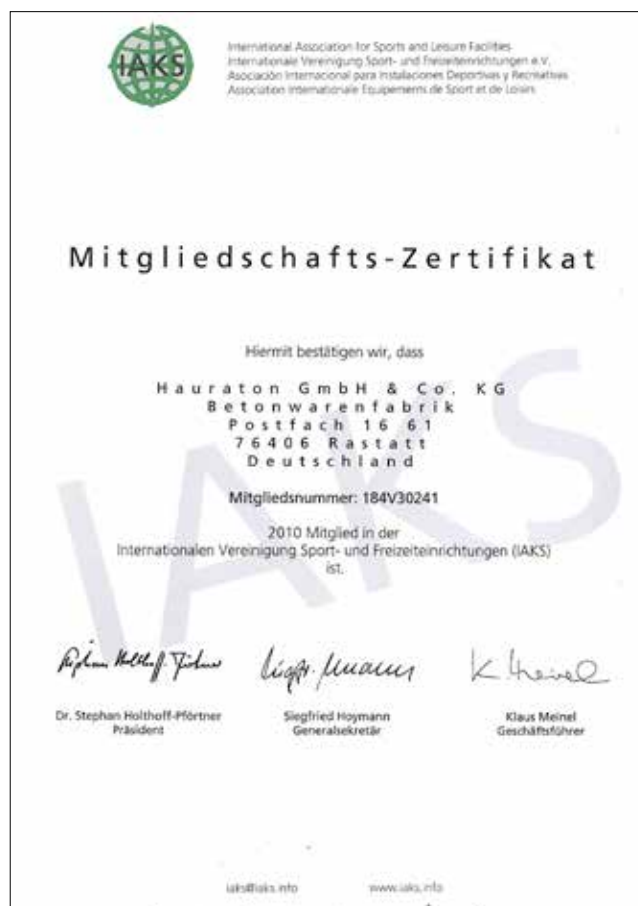 IAKS
International Association for Sports and Leisure Facilities
Internationale Vereinigung Sport- und Freizeiteinrichtungen e.V.
Asociación Internacional para Instalaciones Deportivas y Recreativas
Association Internationale Equipements de Sport et de Loisirs
Mitgliedschafts-Zertifikat
Hiermit bestätigen wir, dass
Hauraton GmbH & Co. KG
Betonwarenfabrik
Postfach 16 61
76406 Rastatt
Deutschland
Mitgliedsnummer: 184V30241
2010 Mitglied in der
Internationalen Vereinigung Sport- und Freizeiteinrichtungen (IAKS)
ist.
IAKS
Dr. Stephan Holthoff-Pförtner
Präsident
Siegfried Hoymann
Generalsekretär
Klaus Meinel
Geschäftsführer
iaks@iaks.info www.iaks.info